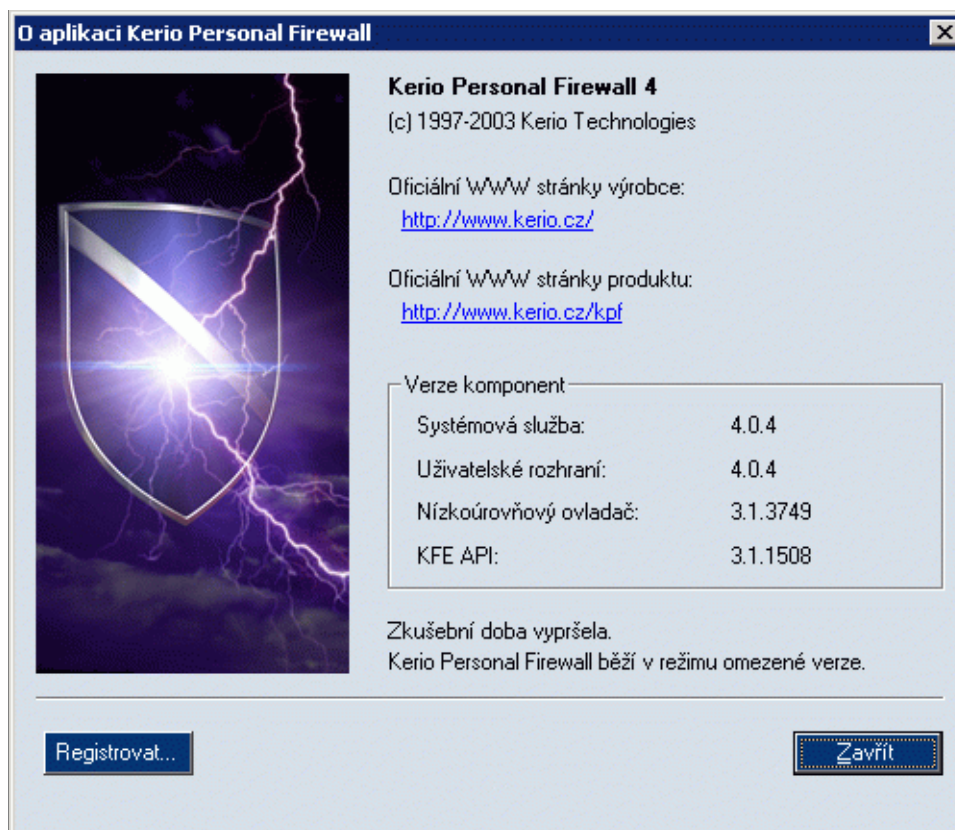 O aplikaci Kerio Personal Firewall
Kerio Personal Firewall 4
(c) 1997-2003 Kerio Technologies
Oficiální WWW stránky výrobce:
http://www.kerio.cz/
Oficiální WWW stránky produktu:
http://www.kerio.cz/kpf
Verze komponent
Systémová služba: 4.0.4
Uživatelské rozhraní: 4.0.4
Nízkoúrovňový ovladač: 3.1.3749
KFE API: 3.1.1508
Zkušební doba vypršela.
Kerio Personal Firewall běží v režimu omezené verze.
Registrovat... Zavřít